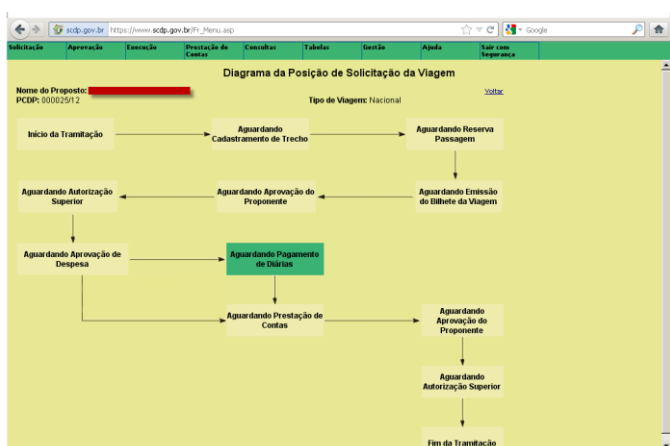 scdp.gov.br https://www.scdp.gov.br/Fr_Menu.asp
Google
Solicitação Aprovação Execução Prestação de Contas Consultas Tabelas Gestão Ajuda Sair com Segurança
Diagrama da Posição de Solicitação da Viagem
Nome do Proposto:
Voltar
PCDP: 000025/12 Tipo de Viagem: Nacional
Início da Tramitação
Aguardando
Cadastramento de Trecho
Aguardando Reserva
Passagem
Aguardando Autorização
Superior
Aguardando Aprovação do
Proponente
Aguardando Emissão
do Bilhete da Viagem
Aguardando Aprovação de
Despesa
Aguardando Pagamento
de Diárias
Aguardando Prestação de
Contas
Aguardando
Aprovação do
Proponente
Aguardando
Autorização Superior
Fim da Tramitação